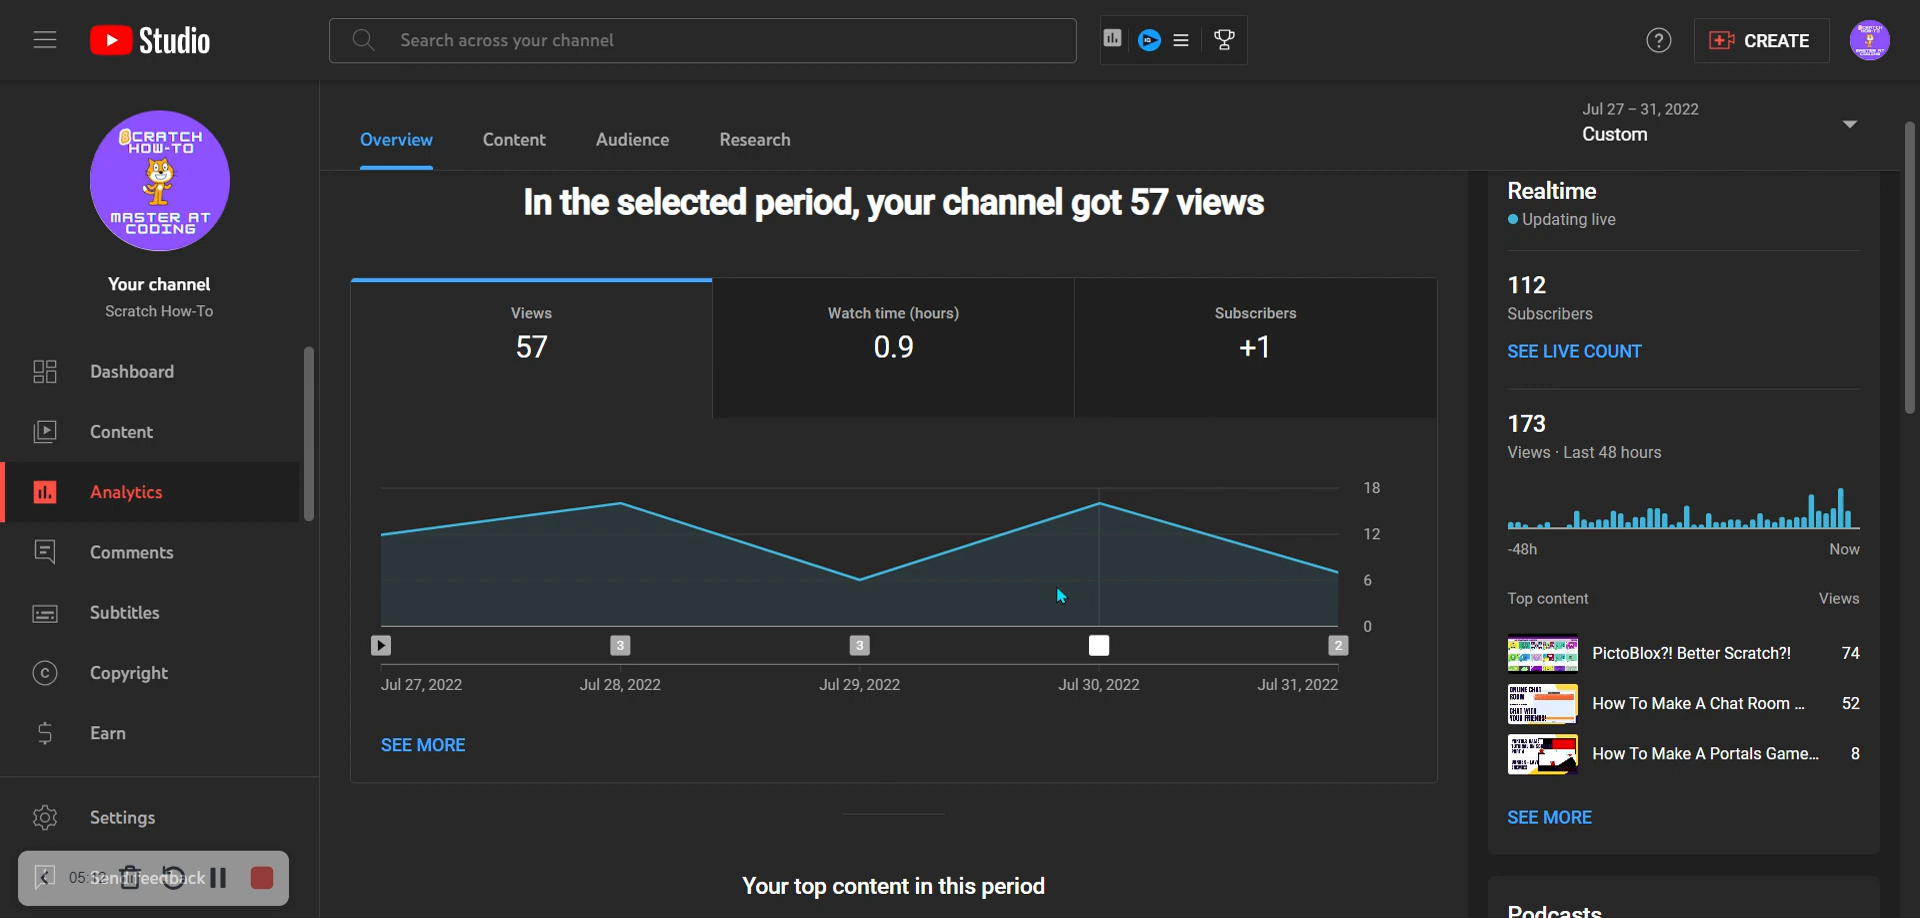 Studio
Search across your channel
CREATE
SCRATCH
HOW-TO
MASTER AT
CODING
Your channel
Scratch How-To
Dashboard
Content
Analytics
Comments
Subtitles
Copyright
Earn
Settings
Overview
Content
Audience
Research
Jul 27 – 31, 2022
Custom
In the selected period, your channel got 57 views
Views
57
Watch time (hours)
0.9
Subscribers
+1
18
12
6
0
3
3
2
Jul 27, 2022
Jul 28, 2022
Jul 29, 2022
Jul 30, 2022
Jul 31, 2022
SEE MORE
Your top content in this period
Realtime
Updating live
112
Subscribers
SEE LIVE COUNT
173
Views · Last 48 hours
-48h
Now
Top content
Views
PictoBlox?! Better Scratch?!
74
How To Make A Chat Room ...
52
How To Make A Portals Game...
8
SEE MORE
Podcasts